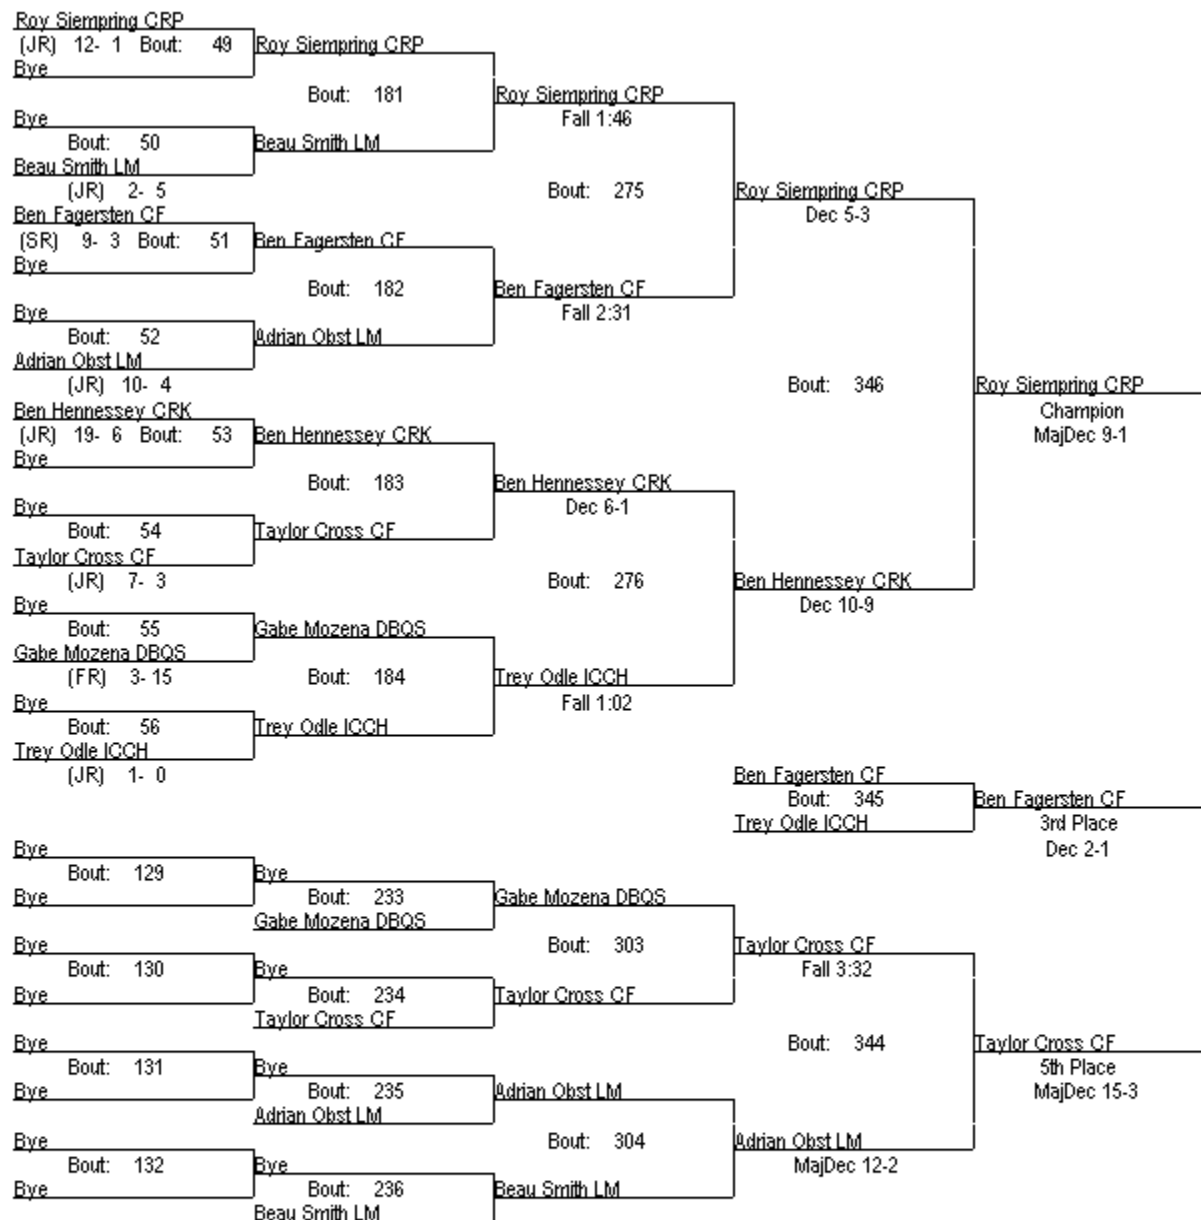 Roy Siempring CRP
(JR) 12- 1 Bout: 49 Roy Siempring CRP
Bye
Bout: 181 Roy Siempring CRP
Bye Fall 1:46
Bout: 50 Beau Smith LM
Beau Smith LM
(JR) 2- 5 Bout: 275 Roy Siempring CRP
Ben Fagersten CF Dec 5-3
(SR) 9- 3 Bout: 51 Ben Fagersten CF
Bye
Bout: 182 Ben Fagersten CF
Bye Fall 2:31
Bout: 52 Adrian Obst LM
Adrian Obst LM
(JR) 10- 4 Bout: 346 Roy Siempring CRP
Ben Hennessey CRK Champion
(JR) 19- 6 Bout: 53 Ben Hennessey CRK MajDec 9-1
Bye
Bout: 183 Ben Hennessey CRK
Bye Dec 6-1
Bout: 54 Taylor Cross CF
Taylor Cross CF
(JR) 7- 3 Bout: 276 Ben Hennessey CRK
Bye Dec 10-9
Bout: 55 Gabe Mozena DBQS
Gabe Mozena DBQS
(FR) 3- 15 Bout: 184 Trey Odle ICCH
Bye Fall 1:02
Bout: 56 Trey Odle ICCH
Trey Odle ICCH
(JR) 1- 0 Ben Fagersten CF
Bout: 345 Ben Fagersten CF
Trey Odle ICCH 3rd Place
Bye Dec 2-1
Bout: 129 Bye
Bye Bout: 233 Gabe Mozena DBQS
Gabe Mozena DBQS
Bye Bout: 303 Taylor Cross CF
Bout: 130 Bye Fall 3:32
Bye Bout: 234 Taylor Cross CF
Taylor Cross CF
Bye Bout: 344 Taylor Cross CF
Bout: 131 Bye 5th Place
Bye Bout: 235 Adrian Obst LM MajDec 15-3
Adrian Obst LM
Bye Bout: 304 Adrian Obst LM
Bout: 132 Bye MajDec 12-2
Bye Bout: 236 Beau Smith LM
Beau Smith LM